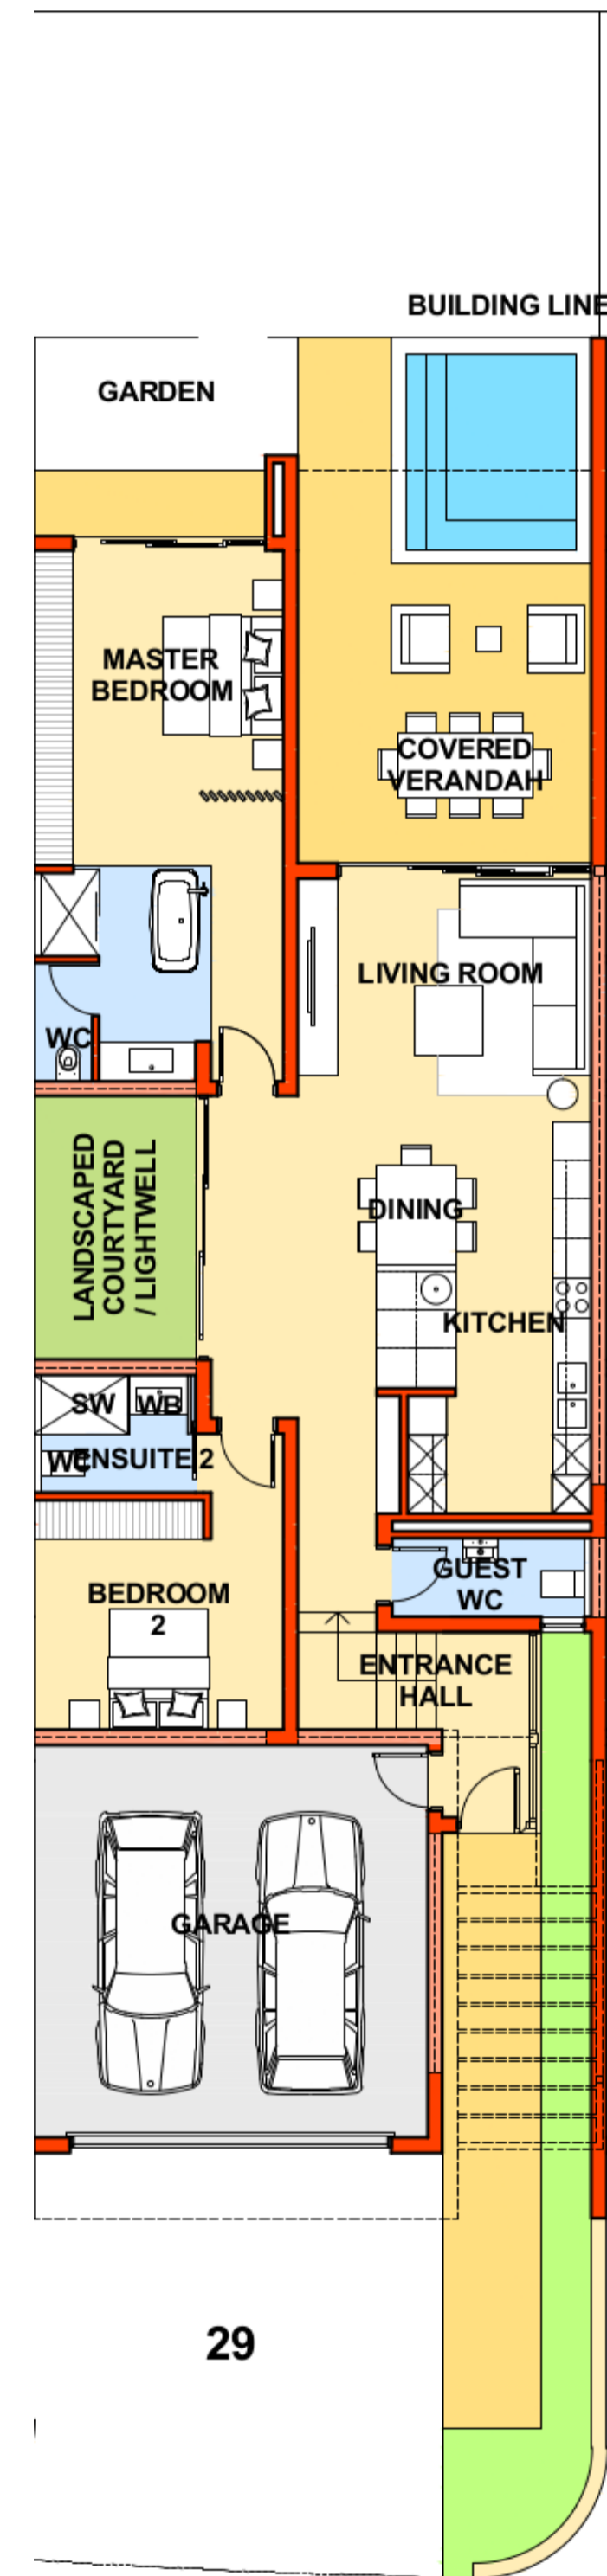 BUILDING LINE
GARDEN
MASTER
BEDROOM
COVERED
VERANDAH
LIVING ROOM
WC
LANDSCAPED
COURTYARD
/ LIGHTWELL
DINING
KITCHEN
SW
WB
WC
ENSUITE 2
BEDROOM
2
GUEST
WC
ENTRANCE
HALL
GARAGE
29